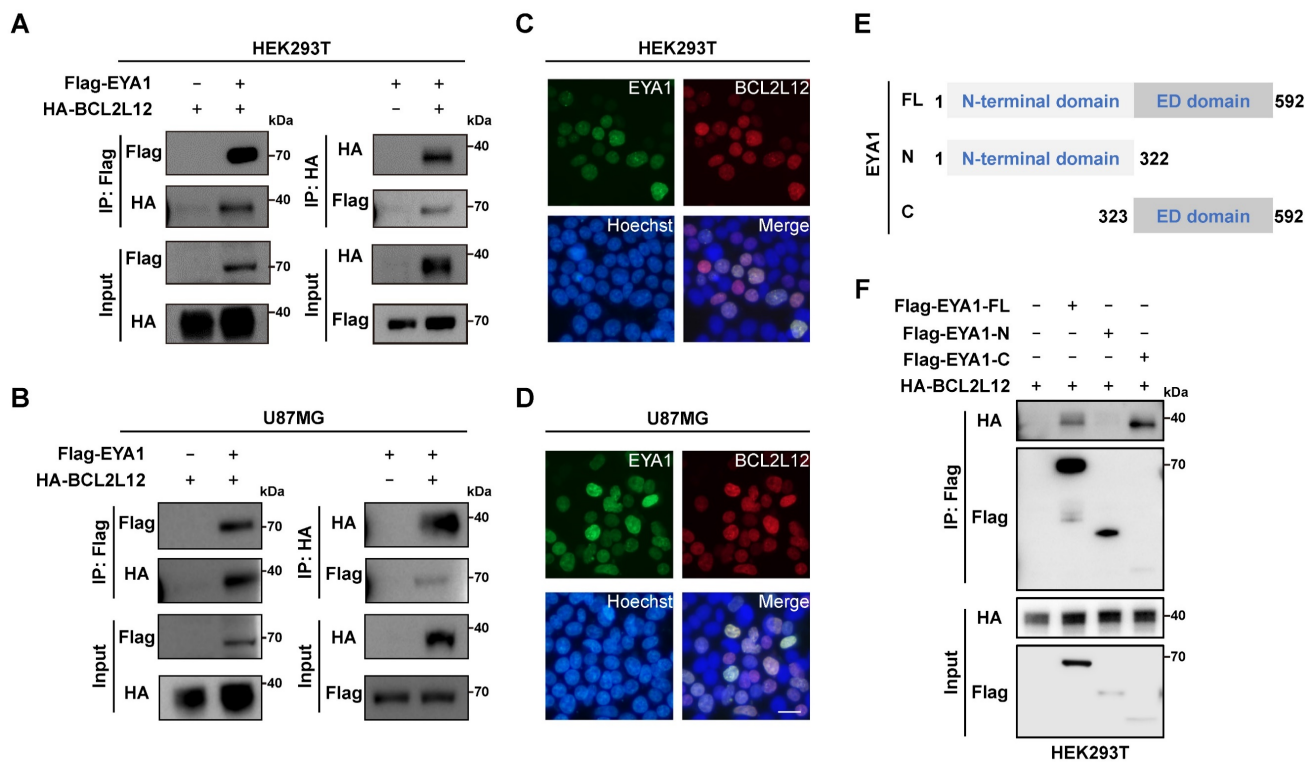 A
HEK293T
Flag-EYA1 – + + +
HA-BCL2L12 + + – +
kDa kDa
IP: Flag
Flag 70
HA 40
Input
Flag 70
HA 40
IP: HA
HA 40
Flag 70
Input
HA 40
Flag 70
B
U87MG
Flag-EYA1 – + + +
HA-BCL2L12 + + – +
kDa kDa
IP: Flag
Flag 70
HA 40
Input
Flag 70
HA 40
IP: HA
HA 40
Flag 70
Input
HA 40
Flag 70
C
HEK293T
EYA1 BCL2L12
Hoechst Merge
D
U87MG
EYA1 BCL2L12
Hoechst Merge
E
EYA1
FL 1 N-terminal domain ED domain 592
N 1 N-terminal domain 322
C 323 ED domain 592
F
Flag-EYA1-FL – + – –
Flag-EYA1-N – – + –
Flag-EYA1-C – – – +
HA-BCL2L12 + + + +
kDa
IP: Flag
HA 40
70
Flag
Input
HA 40
70
Flag
HEK293T